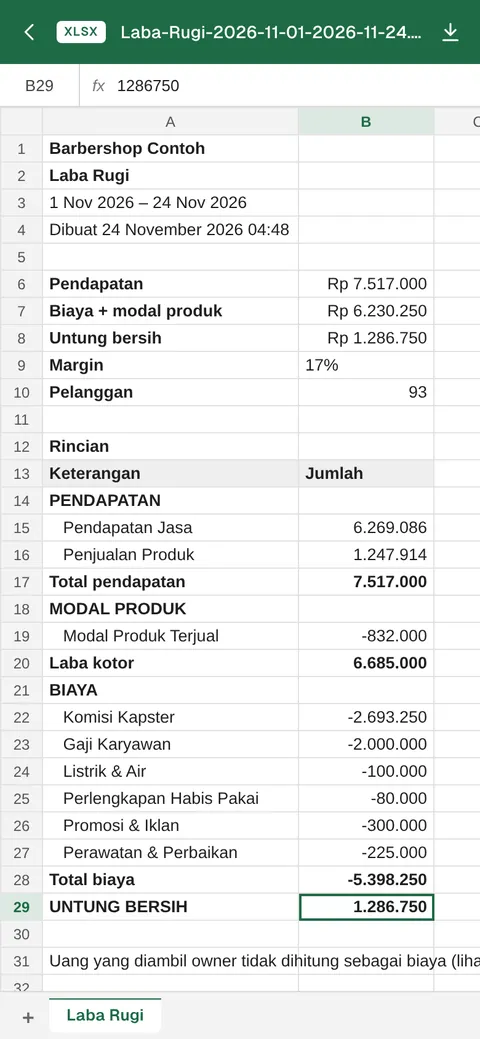 XLSX Laba-Rugi-2026-11-01-2026-11-24....
B29 fx 1286750
A B C
1 Barbershop Contoh
2 Laba Rugi
3 1 Nov 2026 – 24 Nov 2026
4 Dibuat 24 November 2026 04:48
5
6 Pendapatan Rp 7.517.000
7 Biaya + modal produk Rp 6.230.250
8 Untung bersih Rp 1.286.750
9 Margin 17%
10 Pelanggan 93
11
12 Rincian
13 Keterangan Jumlah
14 PENDAPATAN
15 Pendapatan Jasa 6.269.086
16 Penjualan Produk 1.247.914
17 Total pendapatan 7.517.000
18 MODAL PRODUK
19 Modal Produk Terjual -832.000
20 Laba kotor 6.685.000
21 BIAYA
22 Komisi Kapster -2.693.250
23 Gaji Karyawan -2.000.000
24 Listrik & Air -100.000
25 Perlengkapan Habis Pakai -80.000
26 Promosi & Iklan -300.000
27 Perawatan & Perbaikan -225.000
28 Total biaya -5.398.250
29 UNTUNG BERSIH 1.286.750
30
31 Uang yang diambil owner tidak dihitung sebagai biaya (liha
32
+ Laba Rugi